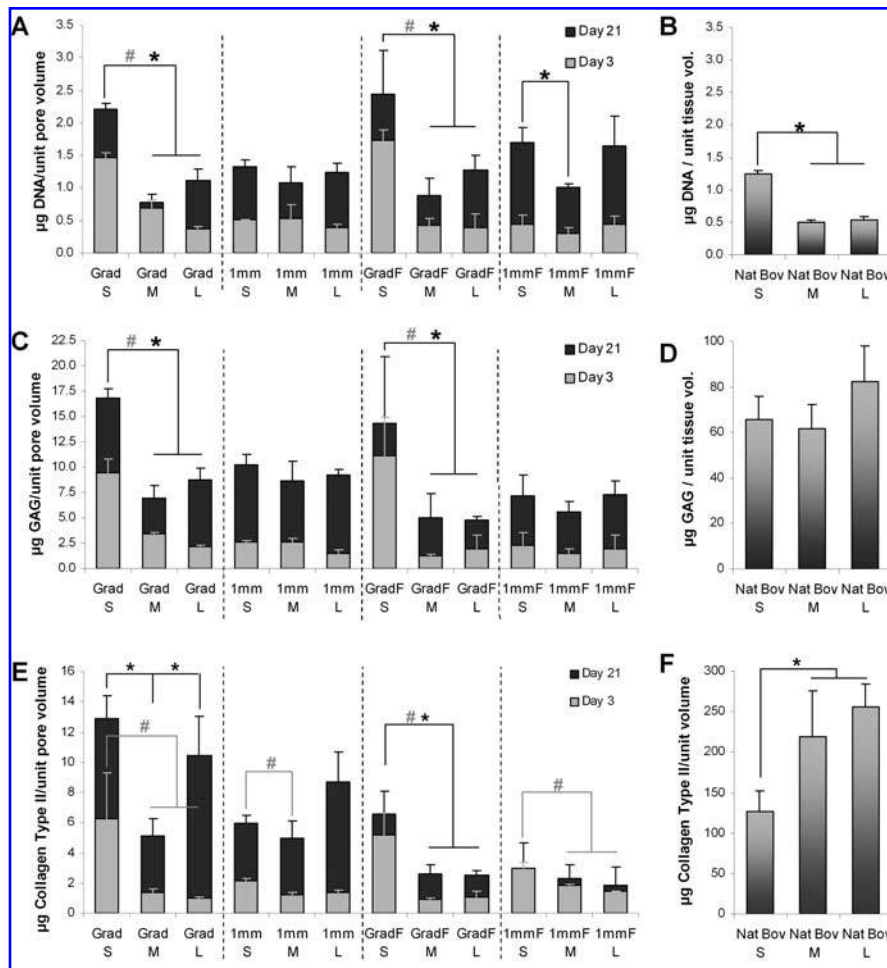 A
B
3.5
3.0
2.5
2.0
1.5
1.0
0.5
0.0
µg DNA/unit pore volume
# *
# *
*
Day 21
Day 3
Grad Grad Grad 1mm 1mm 1mm GradF GradF GradF 1mmF 1mmF 1mmF
S M L S M L S M L S M L
3.5
3.0
2.5
2.0
1.5
1.0
0.5
0.0
µg DNA / unit tissue vol.
*
Nat Bov Nat Bov Nat Bov
S M L
C
D
22.5
20.0
17.5
15.0
12.5
10.0
7.5
5.0
2.5
0.0
µg GAG/unit pore volume
# *
# *
Day 21
Day 3
Grad Grad Grad 1mm 1mm 1mm GradF GradF GradF 1mmF 1mmF 1mmF
S M L S M L S M L S M L
100
80
60
40
20
0
µg GAG / unit tissue vol.
Nat Bov Nat Bov Nat Bov
S M L
E
F
16
14
12
10
8
6
4
2
0
µg Collagen Type II/unit pore volume
* *
#
#
# *
#
Day 21
Day 3
Grad Grad Grad 1mm 1mm 1mm GradF GradF GradF 1mmF 1mmF 1mmF
S M L S M L S M L S M L
300
250
200
150
100
50
0
µg Collagen Type II/unit volume
*
Nat Bov Nat Bov Nat Bov
S M L